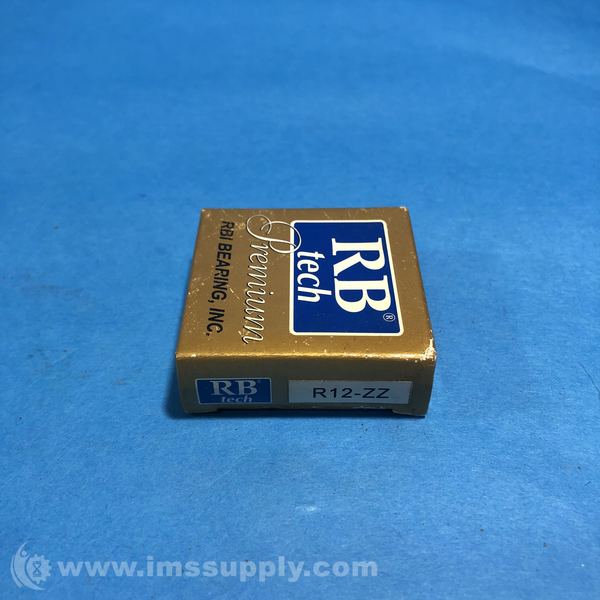 RB®
tech
Premium
RBI BEARING, INC.
RB®
tech
R12-ZZ
www.imssupply.com